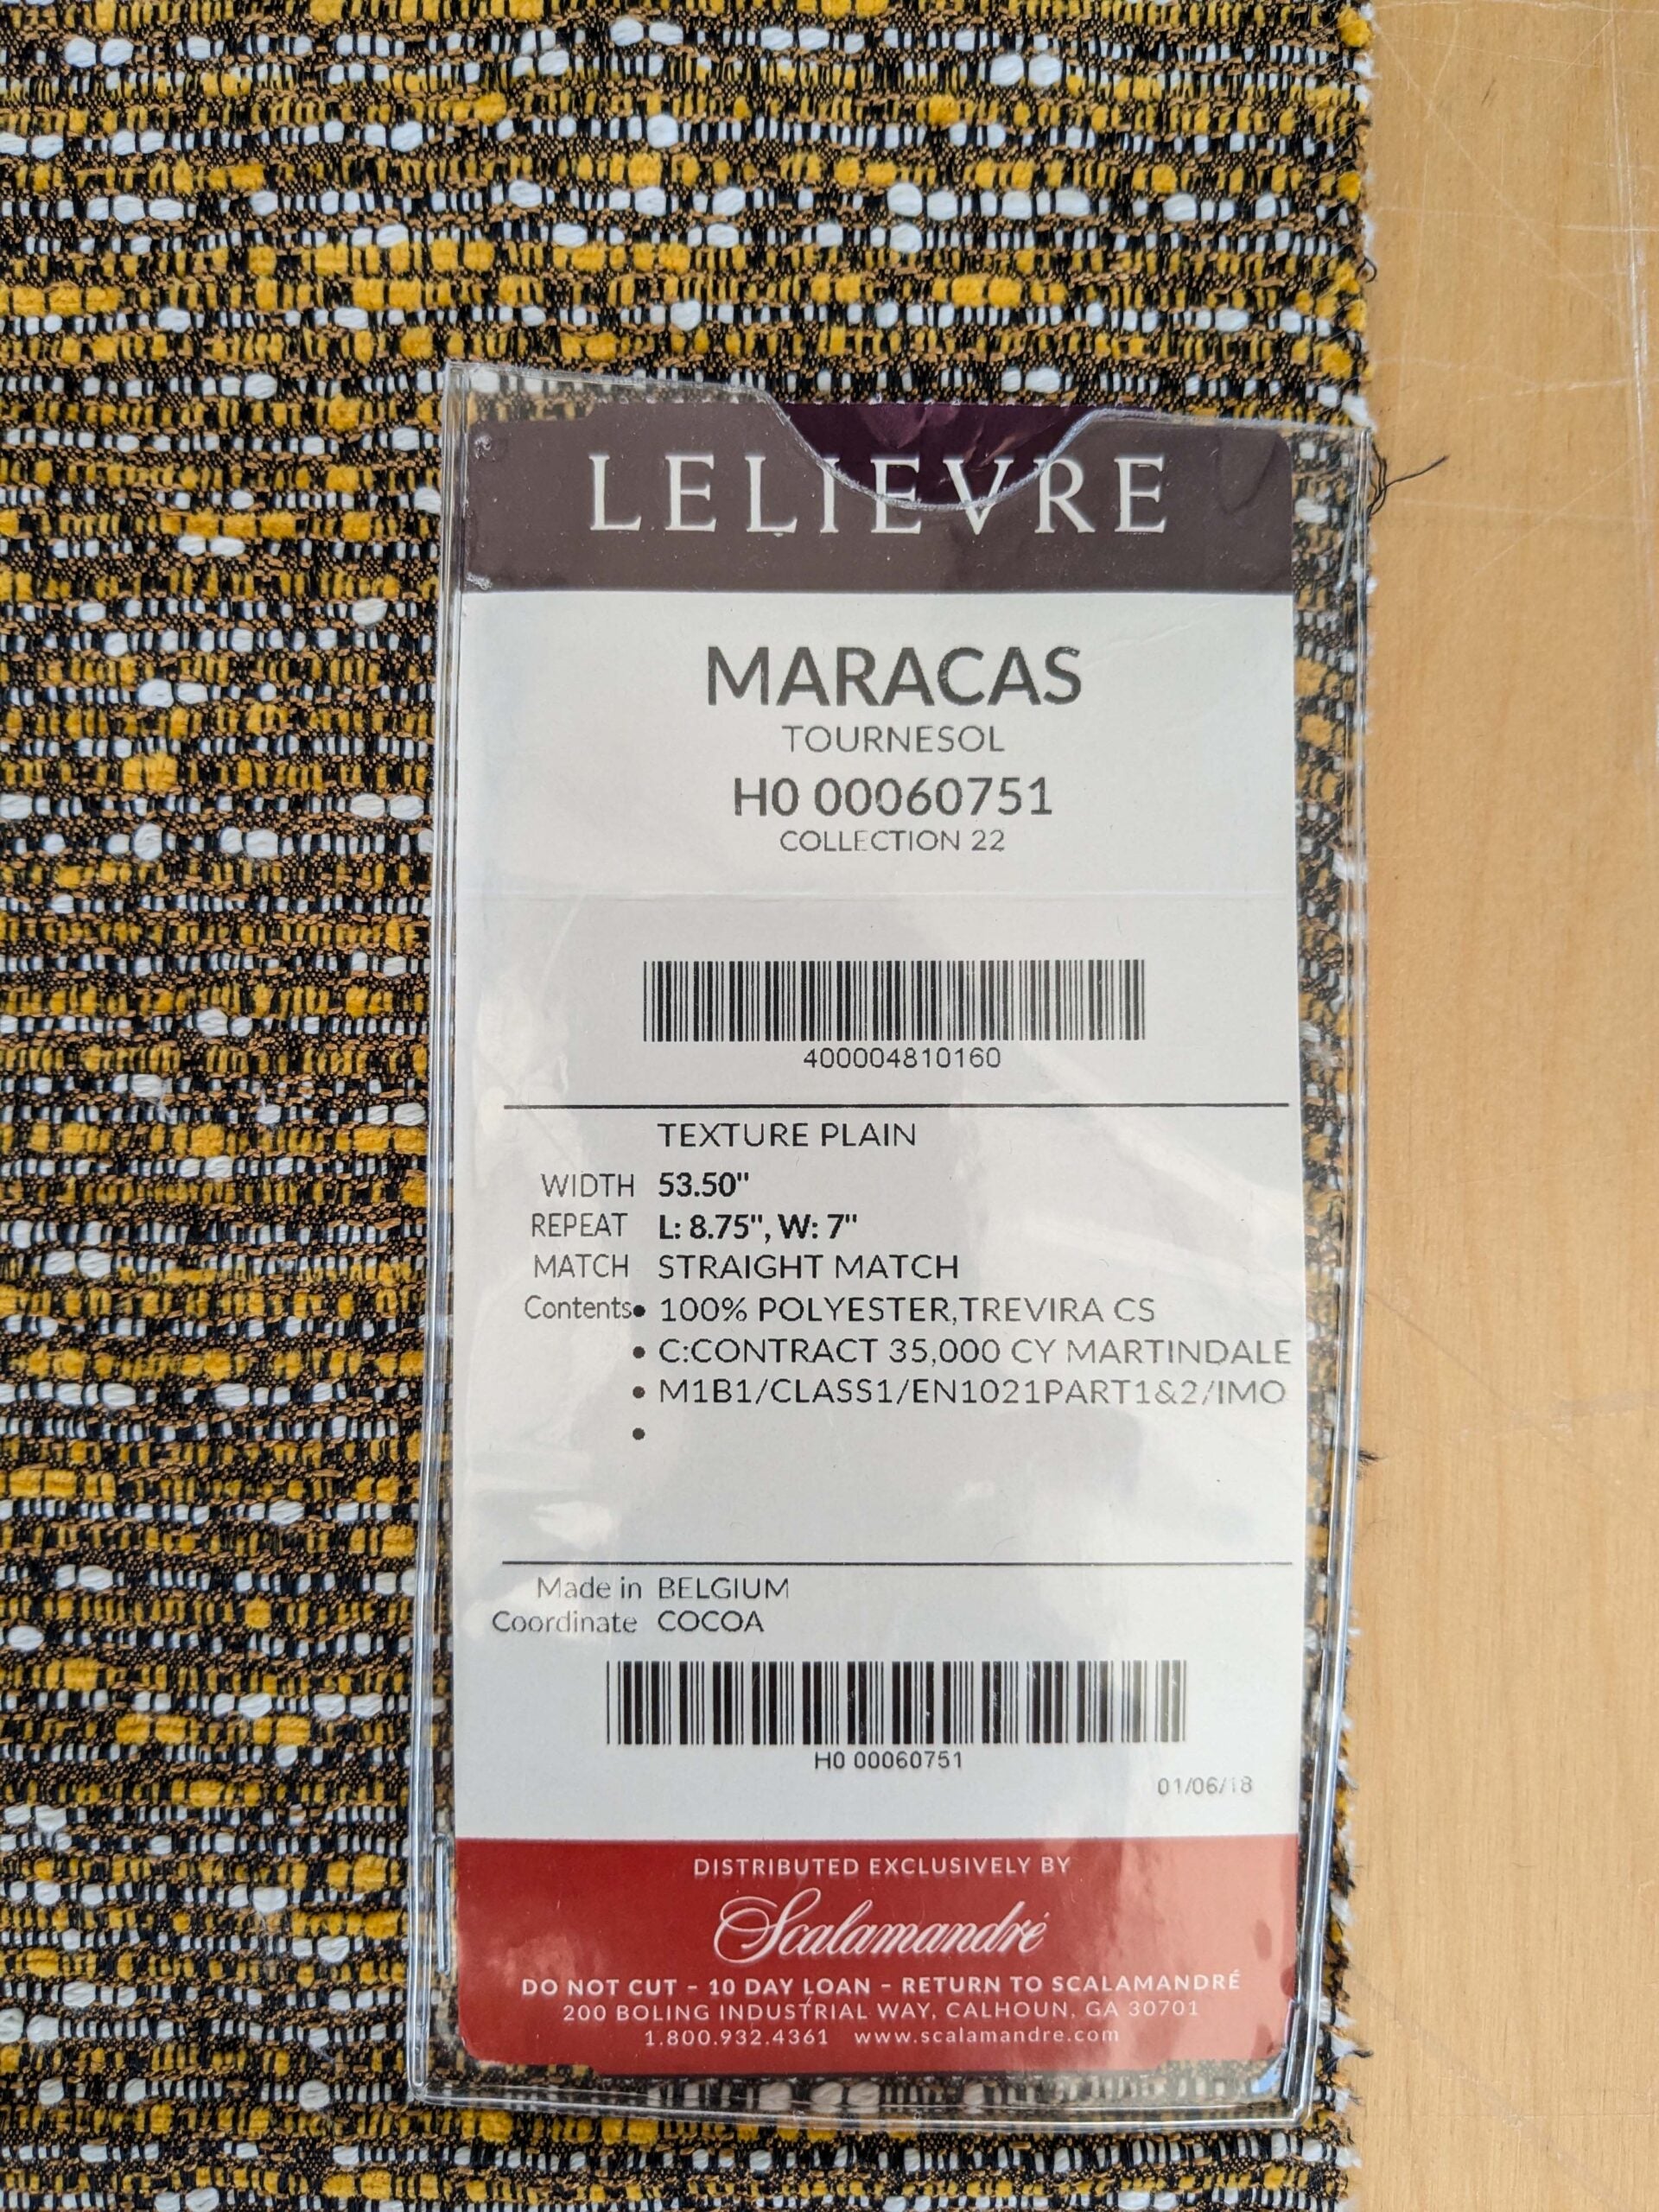 LELIEVRE
MARACAS
TOURNESOL
H0 00060751
COLLECTION 22
400004810160
TEXTURE PLAIN
WIDTH 53.50"
REPEAT L: 8.75", W: 7"
MATCH STRAIGHT MATCH
Contents• 100% POLYESTER,TREVIRA CS
• C:CONTRACT 35,000 CY MARTINDALE
• M1B1/CLASS1/EN1021PART1&2/IMO
•
Made in BELGIUM
Coordinate COCOA
H0 00060751
01/06/18
DISTRIBUTED EXCLUSIVELY BY
Scalamandré
DO NOT CUT – 10 DAY LOAN – RETURN TO SCALAMANDRÉ
200 BOLING INDUSTRIAL WAY, CALHOUN, GA 30701
1.800.932.4361 www.scalamandre.com